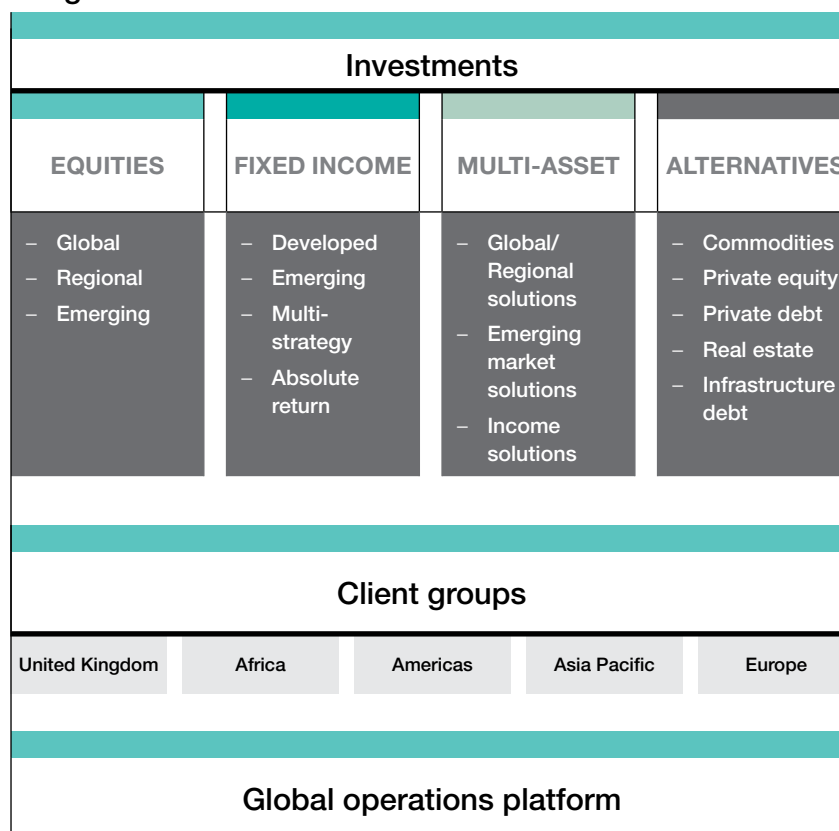 Investments
EQUITIES
– Global
– Regional
– Emerging
FIXED INCOME
– Developed
– Emerging
– Multi-
strategy
– Absolute
return
MULTI-ASSET
– Global/
Regional
solutions
– Emerging
market
solutions
– Income
solutions
ALTERNATIVES
– Commodities
– Private equity
– Private debt
– Real estate
– Infrastructure
debt
Client groups
United Kingdom
Africa
Americas
Asia Pacific
Europe
Global operations platform